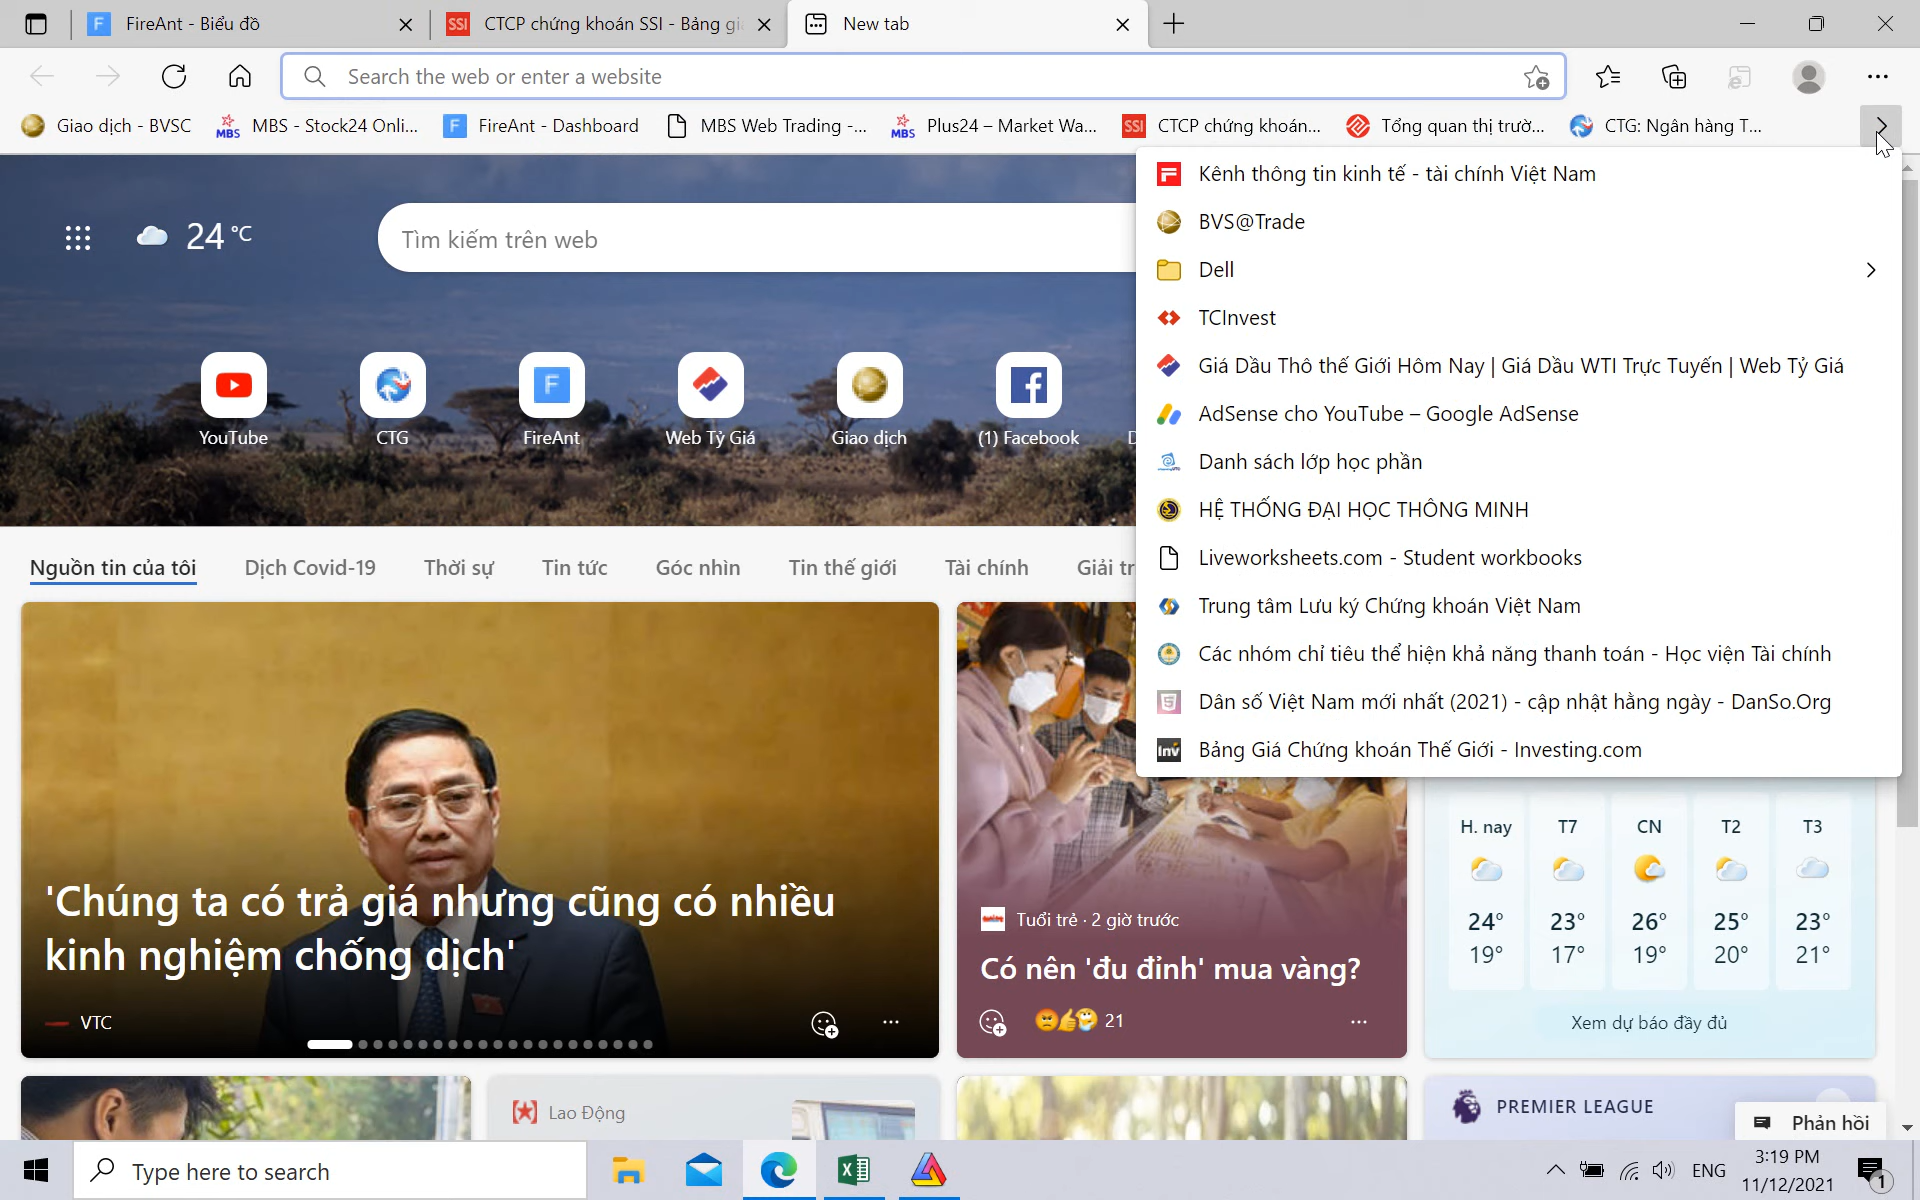 FireAnt - Biểu đồ
CTCP chứng khoán SSI - Bảng gi
New tab
Search the web or enter a website
Giao dịch - BVSC
MBS - Stock24 Onli...
FireAnt - Dashboard
MBS Web Trading -...
Plus24 – Market Wa...
CTCP chứng khoán...
Tổng quan thị trườ...
CTG: Ngân hàng T...
Kênh thông tin kinh tế - tài chính Việt Nam
BVS@Trade
Dell
TCInvest
Giá Dầu Thô thế Giới Hôm Nay | Giá Dầu WTI Trực Tuyến | Web Tỷ Giá
AdSense cho YouTube – Google AdSense
Danh sách lớp học phần
HỆ THỐNG ĐẠI HỌC THÔNG MINH
Liveworksheets.com - Student workbooks
Trung tâm Lưu ký Chứng khoán Việt Nam
Các nhóm chỉ tiêu thể hiện khả năng thanh toán - Học viện Tài chính
Dân số Việt Nam mới nhất (2021) - cập nhật hằng ngày - DanSo.Org
Bảng Giá Chứng khoán Thế Giới - Investing.com
24 °C
Tìm kiếm trên web
YouTube
CTG
FireAnt
Web Tỷ Giá
Giao dịch
(1) Facebook
Nguồn tin của tôi
Dịch Covid-19
Thời sự
Tin tức
Góc nhìn
Tin thế giới
Tài chính
Giải tr
'Chúng ta có trả giá nhưng cũng có nhiều
kinh nghiệm chống dịch'
VTC
Tuổi trẻ · 2 giờ trước
Có nên 'đu đỉnh' mua vàng?
21
H. nay T7 CN T2 T3
24° 23° 26° 25° 23°
19° 17° 19° 20° 21°
Xem dự báo đầy đủ
Lao Động
PREMIER LEAGUE
Phản hồi
Type here to search
ENG
3:19 PM
11/12/2021
1